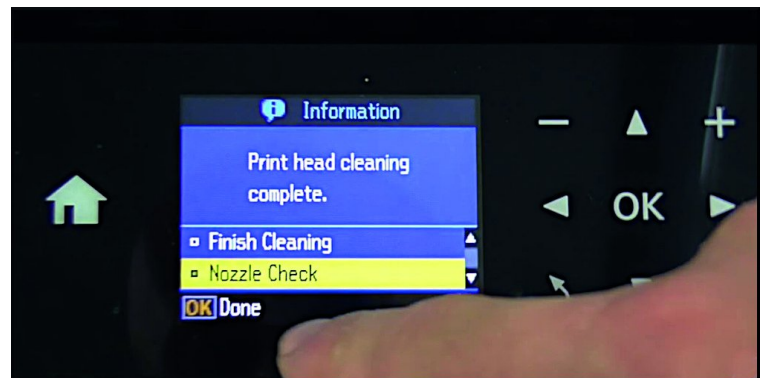 Information
Print head cleaning
complete.
Finish Cleaning
Nozzle Check
OK Done
OK